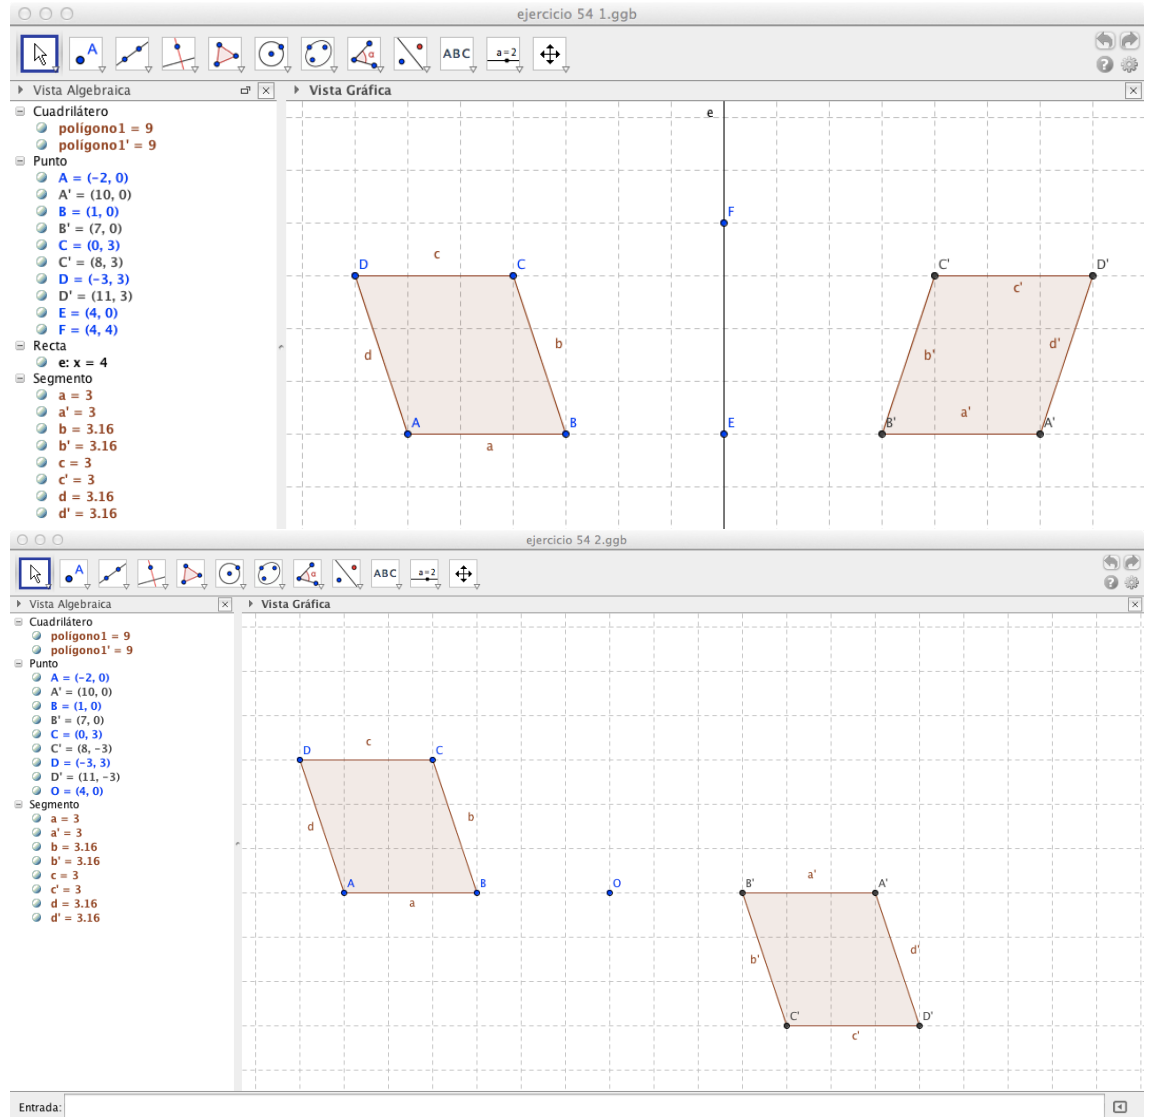 ejercicio 54 1.ggb
A
α
ABC
a=2
Vista Algebraica
Vista Gráfica
Cuadrilátero
polígono1 = 9
polígono1' = 9
Punto
A = (-2, 0)
A' = (10, 0)
B = (1, 0)
B' = (7, 0)
C = (0, 3)
C' = (8, 3)
D = (-3, 3)
D' = (11, 3)
E = (4, 0)
F = (4, 4)
Recta
e: x = 4
Segmento
a = 3
a' = 3
b = 3.16
b' = 3.16
c = 3
c' = 3
d = 3.16
d' = 3.16
e
F
c
D
C
C'
D'
c'
d
b
b'
d'
a'
A
B
E
B'
A'
a
ejercicio 54 2.ggb
A
α
ABC
a=2
Vista Algebraica
Vista Gráfica
Cuadrilátero
polígono1 = 9
polígono1' = 9
Punto
A = (-2, 0)
A' = (10, 0)
B = (1, 0)
B' = (7, 0)
C = (0, 3)
C' = (8, -3)
D = (-3, 3)
D' = (11, -3)
O = (4, 0)
Segmento
a = 3
a' = 3
b = 3.16
b' = 3.16
c = 3
c' = 3
d = 3.16
d' = 3.16
c
D
C
d
b
a'
A
B
O
B'
A'
a
b'
d'
C'
D'
c'
Entrada: